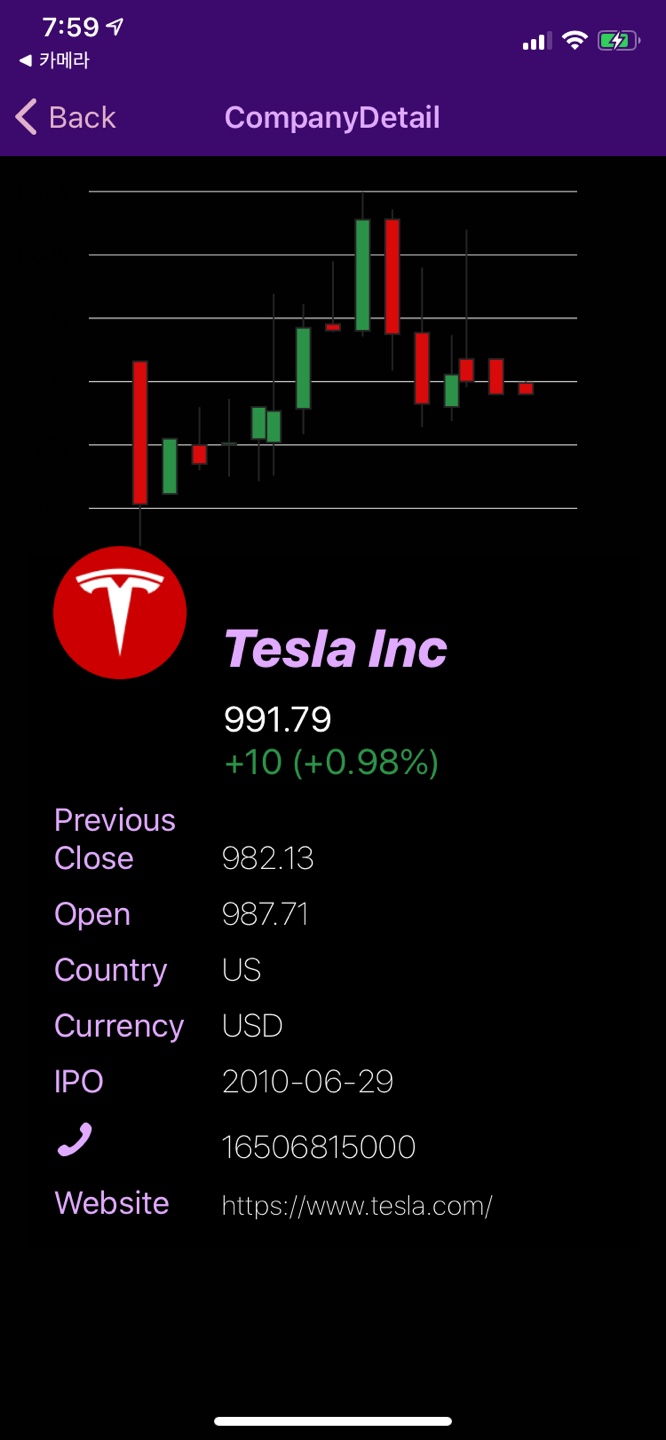 7:59
◀ 카메라
Back
CompanyDetail
Tesla Inc
991.79
+10 (+0.98%)
Previous
Close 982.13
Open 987.71
Country US
Currency USD
IPO 2010-06-29
16506815000
Website https://www.tesla.com/